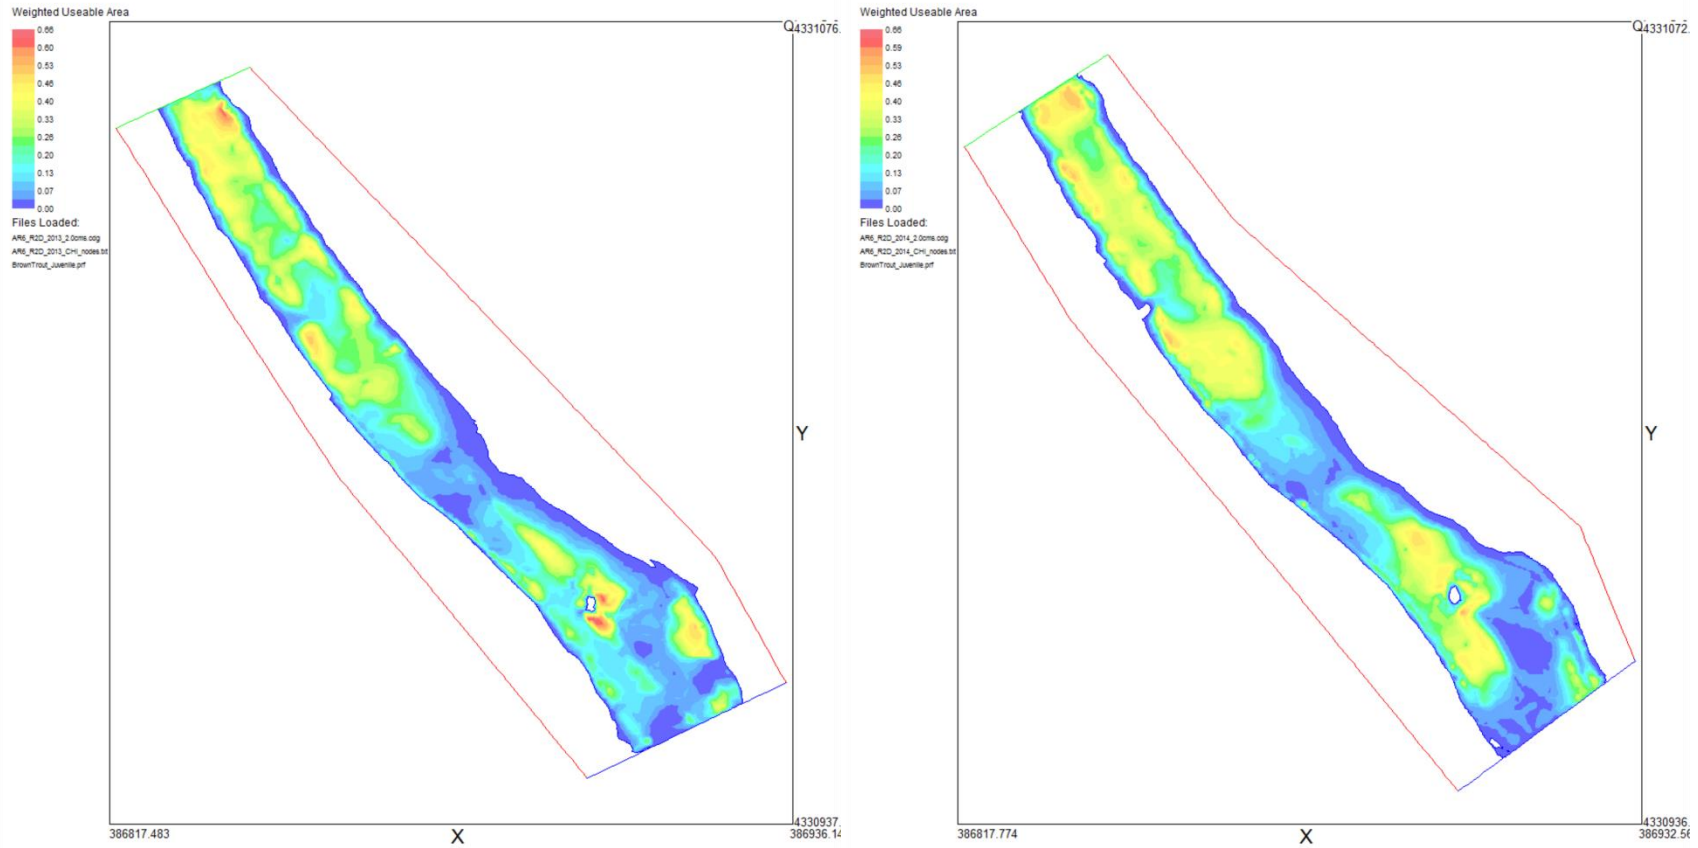 Weighted Useable Area
0.66
0.60
0.53
0.46
0.40
0.33
0.26
0.20
0.13
0.07
0.00
Files Loaded:
AR6_R2D_2013_2.0cms.cdg
AR6_R2D_2013_CHI_nodes.txt
BrownTrout_Juvenile.prf
Q
4331076.
Y
4330937.
386817.483
X
386936.14
Weighted Useable Area
0.66
0.59
0.53
0.46
0.40
0.33
0.26
0.20
0.13
0.07
0.00
Files Loaded:
AR6_R2D_2014_2.0cms.cdg
AR6_R2D_2014_CHI_nodes.txt
BrownTrout_Juvenile.prf
Q
4331072.
Y
4330936.
386817.774
X
386932.56